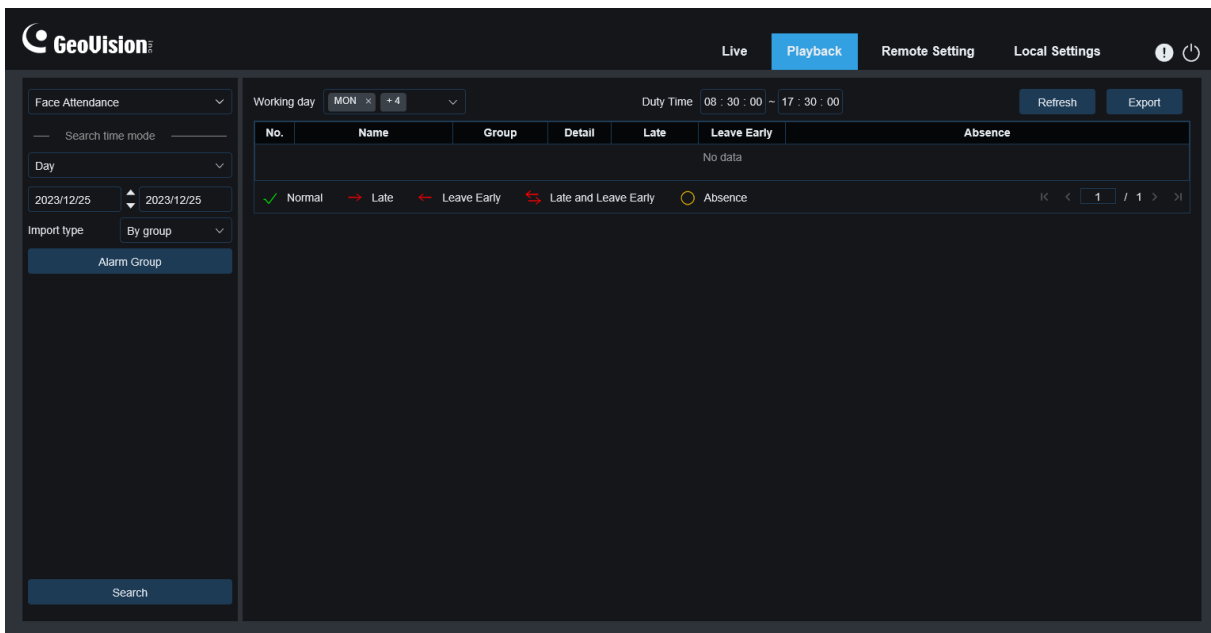 GeoVision Inc
Live Playback Remote Setting Local Settings
Face Attendance
Search time mode
Day
2023/12/25 2023/12/25
Import type By group
Alarm Group
Search
Working day MON × + 4 Duty Time 08 : 30 : 00 ~ 17 : 30 : 00 Refresh Export
No. Name Group Detail Late Leave Early Absence
No data
Normal Late Leave Early Late and Leave Early Absence 1 / 1